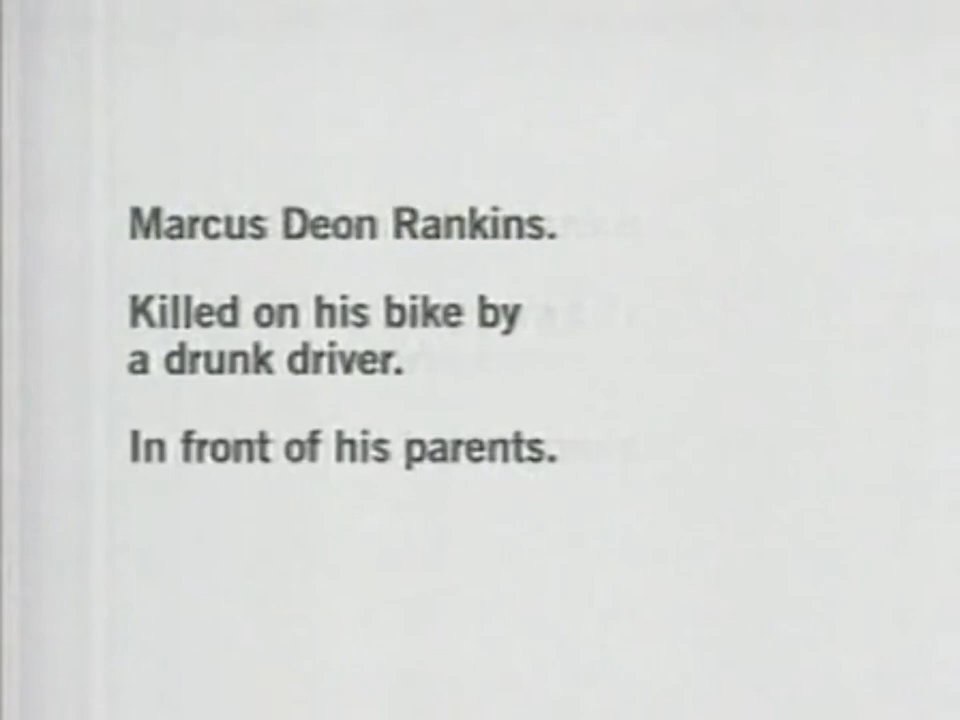 Marcus Deon Rankins.
Killed on his bike by
a drunk driver.
In front of his parents.